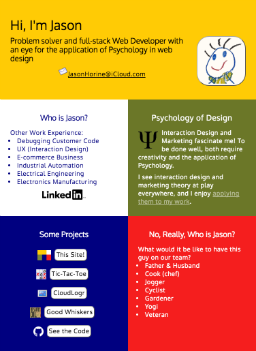 Hi, I'm Jason
Problem solver and full-stack Web Developer with
an eye for the application of Psychology in web
design
JasonHorine@iCloud.com
Who is Jason?
Other Work Experience:
• Debugging Customer Code
• UX (Interaction Design)
• E-commerce Business
• Industrial Automation
• Electrical Engineering
• Electronics Manufacturing
Linked in
Psychology of Design
Ψ Interaction Design and
Marketing fascinate me! To
be done well, both require
creativity and the application of
Psychology.
I see interaction design and
marketing theory at play
everywhere, and I enjoy applying
them to my work.
Some Projects
This Site!
Tic-Tac-Toe
CloudLogr
Good Whiskers
See the Code
No, Really, Who is Jason?
What would it be like to have this
guy on our team?
• Father & Husband
• Cook (chef)
• Jogger
• Cyclist
• Gardener
• Yogi
• Veteran